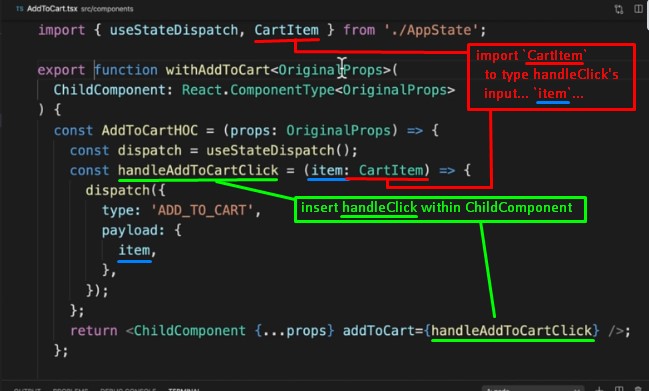 AddToCart.tsx src/components
import { useStateDispatch, CartItem } from './AppState';
import `CartItem`
to type handleClick's
input... `item`...
export function withAddToCart<OriginalProps>(
ChildComponent: React.ComponentType<OriginalProps>
) {
const AddToCartHOC = (props: OriginalProps) => {
const dispatch = useStateDispatch();
const handleAddToCartClick = (item: CartItem) => {
dispatch({
type: 'ADD_TO_CART',
insert handleClick within ChildComponent
payload: {
item,
},
});
};
return <ChildComponent {...props} addToCart={handleAddToCartClick} />;
};
OUTPUT PROBLEMS DEBUG CONSOLE TERMINAL